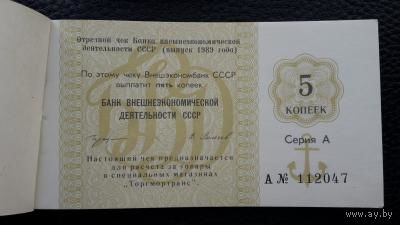 Отрезной чек Банка внешнеэкономической
деятельности СССР (выпуск 1989 года)
По этому чеку Внешэкономбанк СССР
выплатит пять копеек
БАНК ВНЕШНЕЭКОНОМИЧЕСКОЙ
ДЕЯТЕЛЬНОСТИ СССР
Настоящий чек предназначается
для расчета за товары
в специальных магазинах
„Торгмортранс".
5
КОПЕЕК
Серия А
А № 112047
www.ay.by